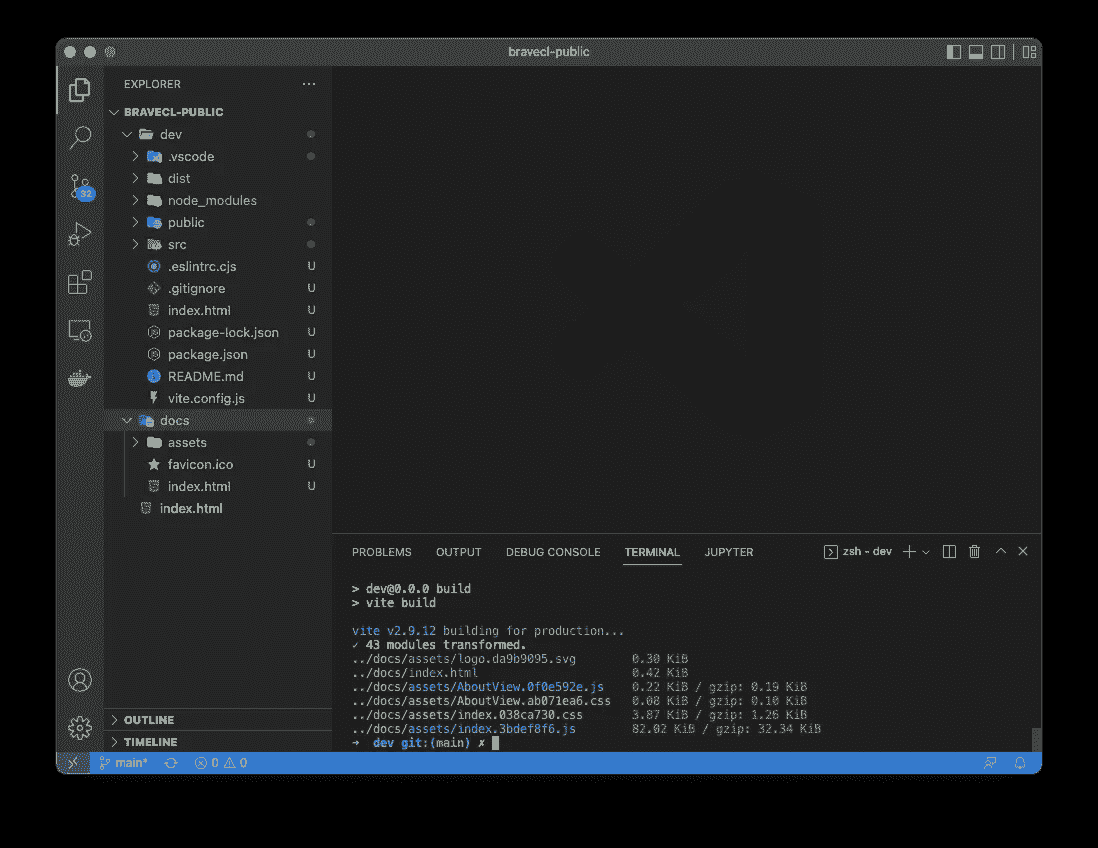 bravecl-public
EXPLORER
BRAVECL-PUBLIC
dev
.vscode
dist
node_modules
public
src
.eslintrc.cjs U
.gitignore U
index.html U
package-lock.json U
package.json U
README.md U
vite.config.js U
docs
assets
favicon.ico U
index.html U
index.html
OUTLINE
TIMELINE
32
PROBLEMS OUTPUT DEBUG CONSOLE TERMINAL JUPYTER zsh - dev
> dev@0.0.0 build
> vite build
vite v2.9.12 building for production...
✓ 43 modules transformed.
../docs/assets/logo.da9b9095.svg 0.30 KiB
../docs/index.html 0.42 KiB
../docs/assets/AboutView.0f0e592e.js 0.22 KiB / gzip: 0.19 KiB
../docs/assets/AboutView.ab071ea6.css 0.08 KiB / gzip: 0.10 KiB
../docs/assets/index.038ca730.css 3.87 KiB / gzip: 1.26 KiB
../docs/assets/index.3bdef8f6.js 82.92 KiB / gzip: 32.34 KiB
→ dev git:(main) ✗
main* 0 0